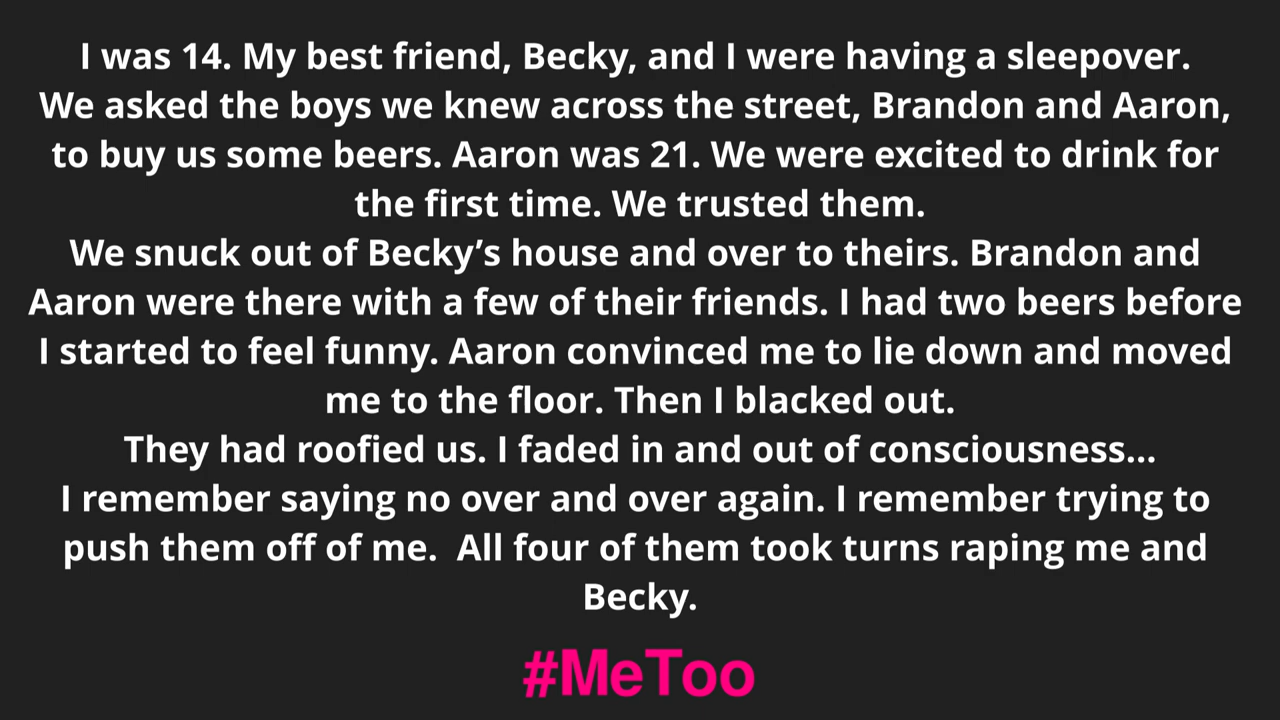 I was 14. My best friend, Becky, and I were having a sleepover.
We asked the boys we knew across the street, Brandon and Aaron,
to buy us some beers. Aaron was 21. We were excited to drink for
the first time. We trusted them.
We snuck out of Becky’s house and over to theirs. Brandon and
Aaron were there with a few of their friends. I had two beers before
I started to feel funny. Aaron convinced me to lie down and moved
me to the floor. Then I blacked out.
They had roofied us. I faded in and out of consciousness...
I remember saying no over and over again. I remember trying to
push them off of me.  All four of them took turns raping me and
Becky.
#MeToo